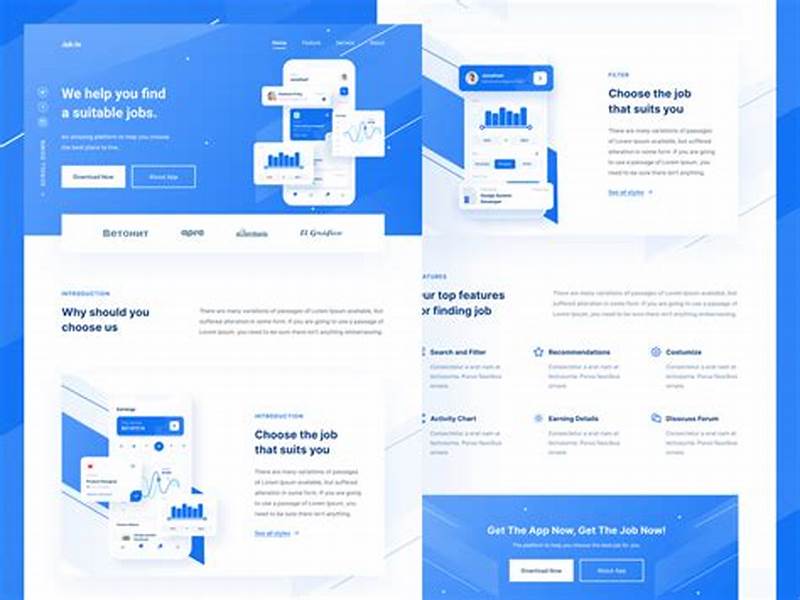 Job.io
Home Feature Service About
We help you find
a suitable jobs.
An amazing platform to help you choose
the best place to live.
Download Now
About App
Ветонит
apro
El Gráfico
INTRODUCTION
Why should you
choose us
There are many variations of passages of Lorem Ipsum available, but
suffered alteration in some form. If you are going to use a passage of
Lorem Ipsum, you need to be sure there isn't anything embarrassing.
Earnings
Product Designer
INTRODUCTION
Choose the job
that suits you
There are many variations of passages
of Lorem Ipsum available, but suffered
alteration in some form. If you are going
to use a passage of Lorem Ipsum, you
need to be sure there isn't anything.
See all styles
Jonathan
Design System
Developer
FILTER
Choose the job
that suits you
There are many variations of passages
of Lorem Ipsum available, but suffered
alteration in some form. If you are going
to use a passage of Lorem Ipsum, you
need to be sure there isn't anything.
See all styles
ATURES
ur top features
or finding job
There are many variations of passages of Lorem Ipsum available, but
suffered alteration in some form. If you are going to use a passage of
Lorem Ipsum, you need to be sure there isn't anything embarrassing.
Search and Filter
Consectetur a erat nam at
lectus urna. Purus faucibus
ornare.
Recommendations
Consectetur a erat nam at
lectus urna. Purus faucibus
ornare.
Costumize
Consectetur a erat nam at
lectus urna. Purus faucibus
ornare.
Activity Chart
Consectetur a erat nam at
lectus urna. Purus faucibus
ornare.
Earning Details
Consectetur a erat nam at
lectus urna. Purus faucibus
ornare.
Disscuss Forum
Consectetur a erat nam at
lectus urna. Purus faucibus
ornare.
Get The App Now, Get The Job Now!
The platform to help you choose the best job for you.
Download Now
About App